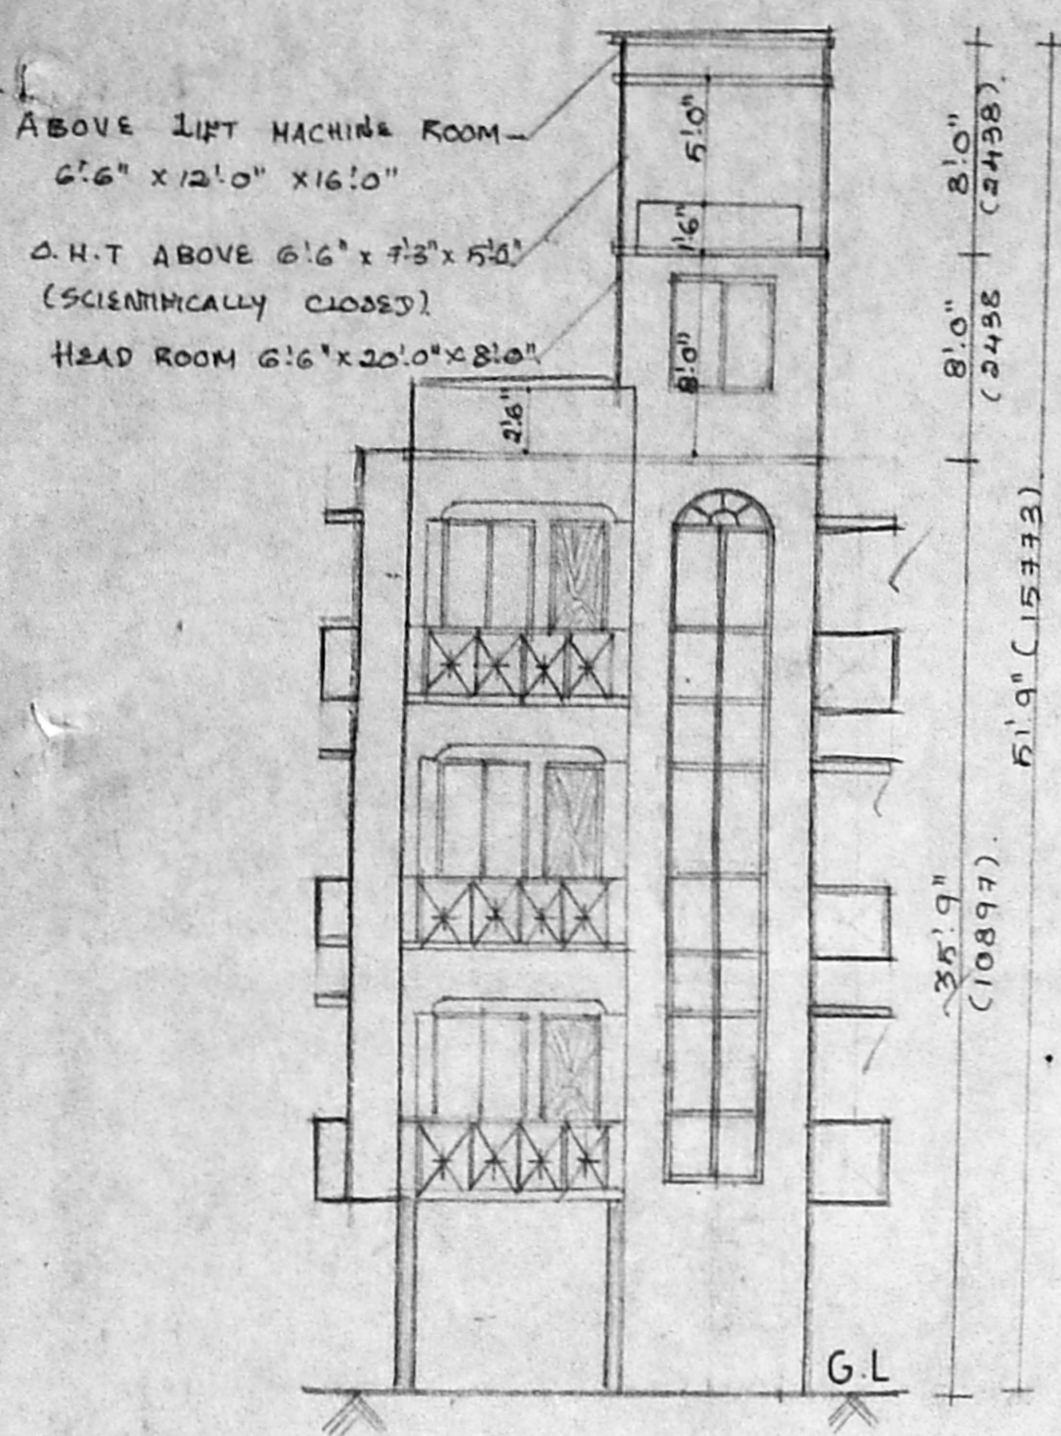 ABOVE LIFT MACHINE ROOM
6'.6" x 12'.0" x 16'.0"
O.H.T ABOVE 6'.6" x 7'.3" x 5'.0"
(SCIENTIFICALLY CLOSED)
HEAD ROOM 6'.6" x 20'.0" x 8'.0"
5'.0"
1'.6"
8'.0"
2'.6"
8'.0"
(2438)
8'.0"
(2438
35'.9"
(10897)
51'.9" (15773)
G.L